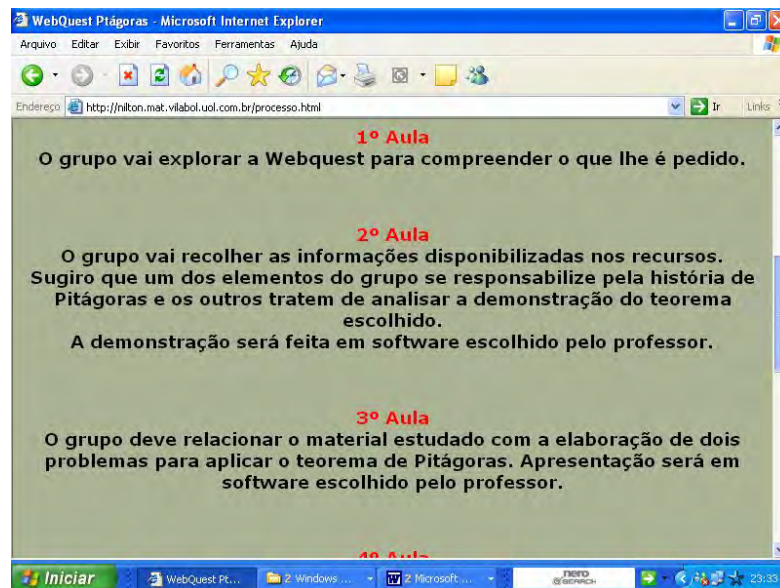 WebQuest Ptágoras - Microsoft Internet Explorer
Arquivo Editar Exibir Favoritos Ferramentas Ajuda
Endereço http://nilton.mat.vilabol.uol.com.br/processo.html Ir Links
1º Aula
O grupo vai explorar a Webquest para compreender o que lhe é pedido.
2º Aula
O grupo vai recolher as informações disponibilizadas nos recursos.
Sugiro que um dos elementos do grupo se responsabilize pela história de
Pitágoras e os outros tratem de analisar a demonstração do teorema
escolhido.
A demonstração será feita em software escolhido pelo professor.
3º Aula
O grupo deve relacionar o material estudado com a elaboração de dois
problemas para aplicar o teorema de Pitágoras. Apresentação será em
software escolhido pelo professor.
4º Aula
Iniciar WebQuest Pt... 2 Windows ... 2 Microsoft ... nero SEARCH 23:33